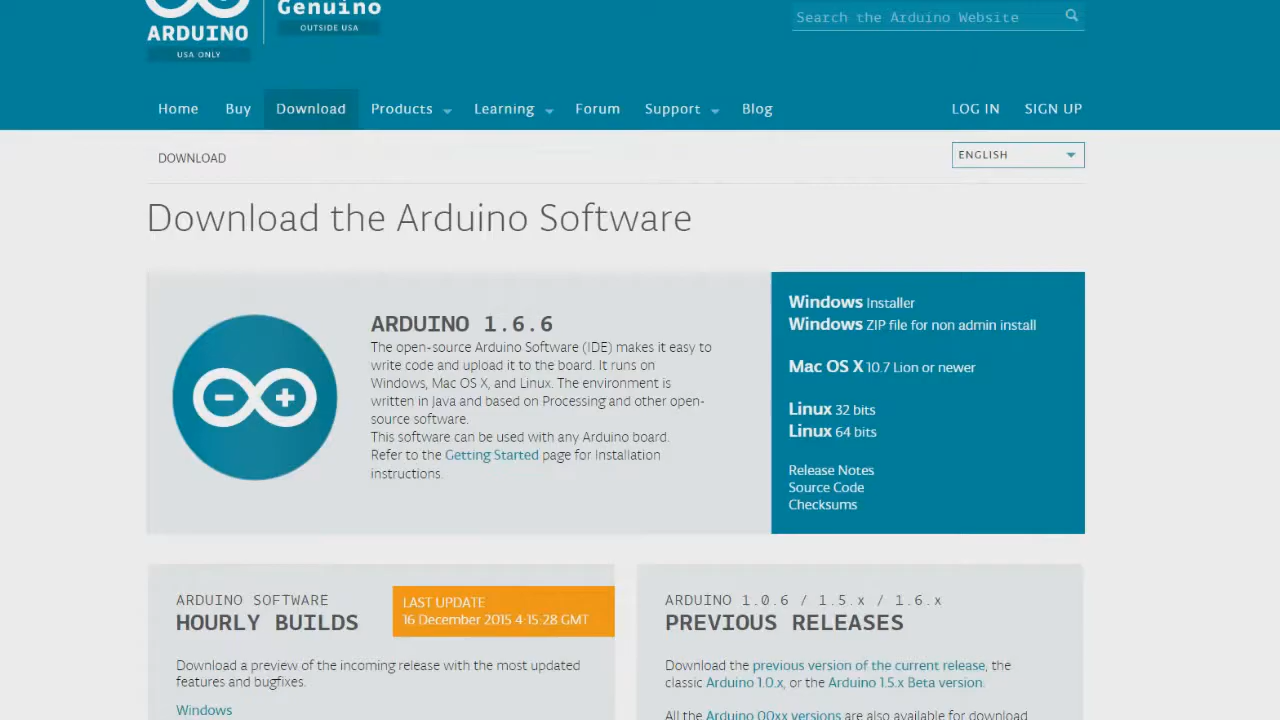 Genuino
ARDUINO
OUTSIDE USA
USA ONLY
Search the Arduino Website
Home Buy Download Products Learning Forum Support Blog LOG IN SIGN UP
DOWNLOAD
ENGLISH
Download the Arduino Software
ARDUINO 1.6.6
The open-source Arduino Software (IDE) makes it easy to
write code and upload it to the board. It runs on
Windows, Mac OS X, and Linux. The environment is
written in Java and based on Processing and other open-
source software.
This software can be used with any Arduino board.
Refer to the Getting Started page for Installation
instructions.
Windows Installer
Windows ZIP file for non admin install
Mac OS X 10.7 Lion or newer
Linux 32 bits
Linux 64 bits
Release Notes
Source Code
Checksums
ARDUINO SOFTWARE
HOURLY BUILDS
LAST UPDATE
16 December 2015 4:15:28 GMT
Download a preview of the incoming release with the most updated
features and bugfixes.
Windows
ARDUINO 1.0.6 / 1.5.x / 1.6.x
PREVIOUS RELEASES
Download the previous version of the current release, the
classic Arduino 1.0.x, or the Arduino 1.5.x Beta version.
All the Arduino 00xx versions are also available for download